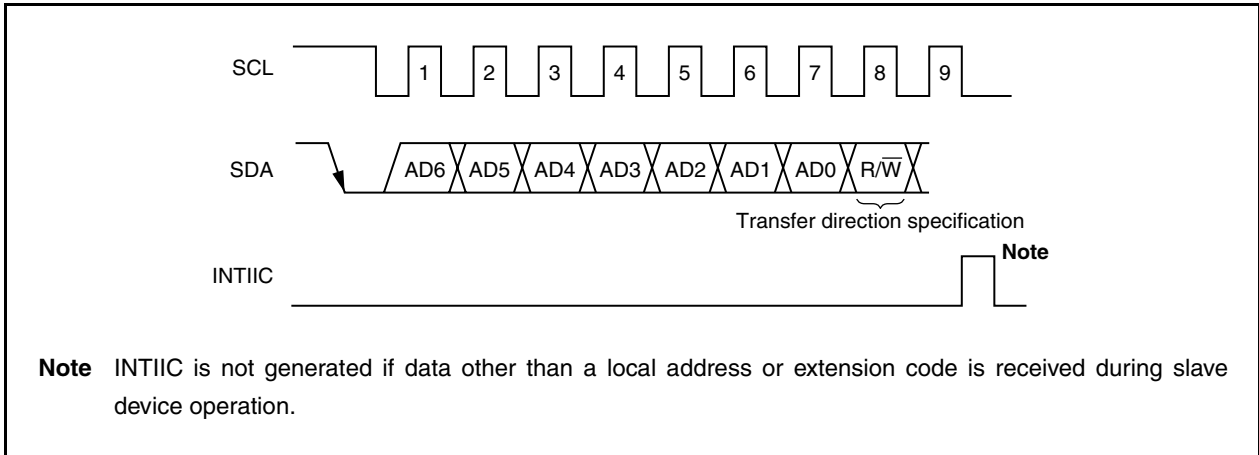 SCL
1 2 3 4 5 6 7 8 9
SDA
AD6 AD5 AD4 AD3 AD2 AD1 AD0 R/W̅
Transfer direction specification
Note
INTIIC
Note INTIIC is not generated if data other than a local address or extension code is received during slave
device operation.